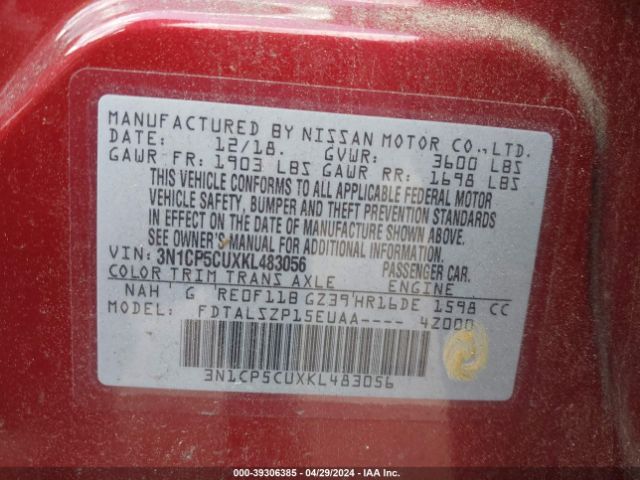 MANUFACTURED BY NISSAN MOTOR CO.,LTD.
DATE: 12/18. GVWR: 3600 LBS
GAWR FR: 1903 LBS GAWR RR: 1698 LBS
THIS VEHICLE CONFORMS TO ALL APPLICABLE FEDERAL MOTOR
VEHICLE SAFETY, BUMPER AND THEFT PREVENTION STANDARDS
IN EFFECT ON THE DATE OF MANUFACTURE SHOWN ABOVE.
SEE OWNER'S MANUAL FOR ADDITIONAL INFORMATION.
VIN: 3N1CP5CUXKL483056 PASSENGER CAR.
COLOR TRIM TRANS AXLE ENGINE
NAH G RE0F11B GZ39 HR16DE 1598 CC
MODEL: FDTALSZP15EUAA---- 42000
3N1CP5CUXKL483056
000-39306385 - 04/29/2024 - IAA Inc.